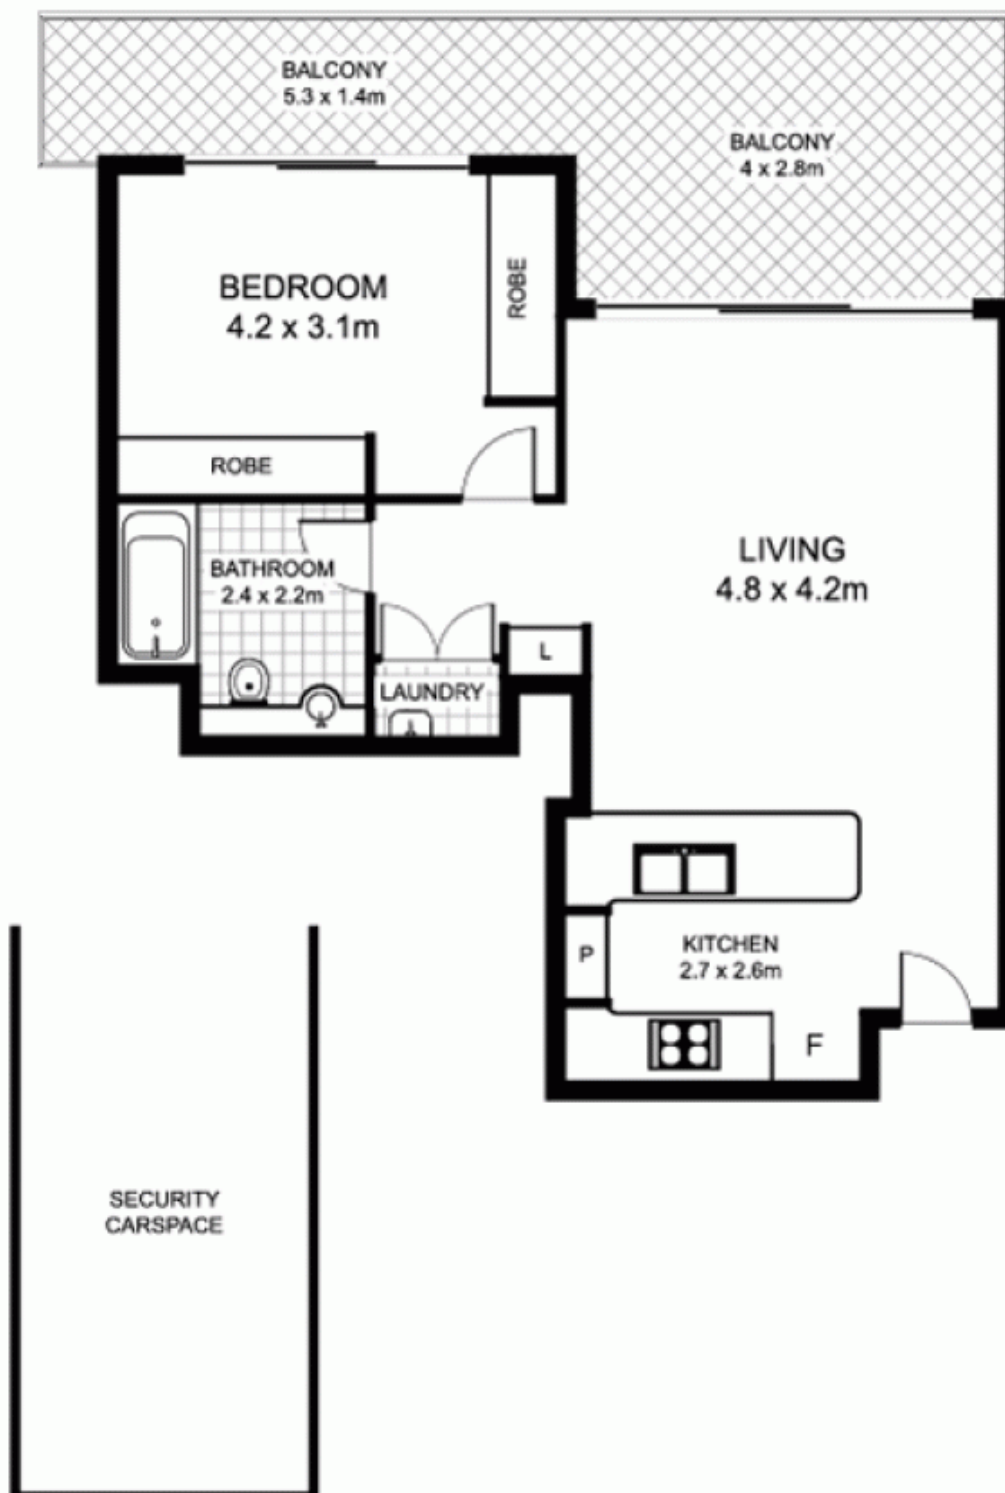 BALCONY
5.3 x 1.4m
BALCONY
4 x 2.8m
BEDROOM
4.2 x 3.1m
ROBE
ROBE
LIVING
4.8 x 4.2m
BATHROOM
2.4 x 2.2m
L
LAUNDRY
KITCHEN
2.7 x 2.6m
P
F
SECURITY
CARSPACE